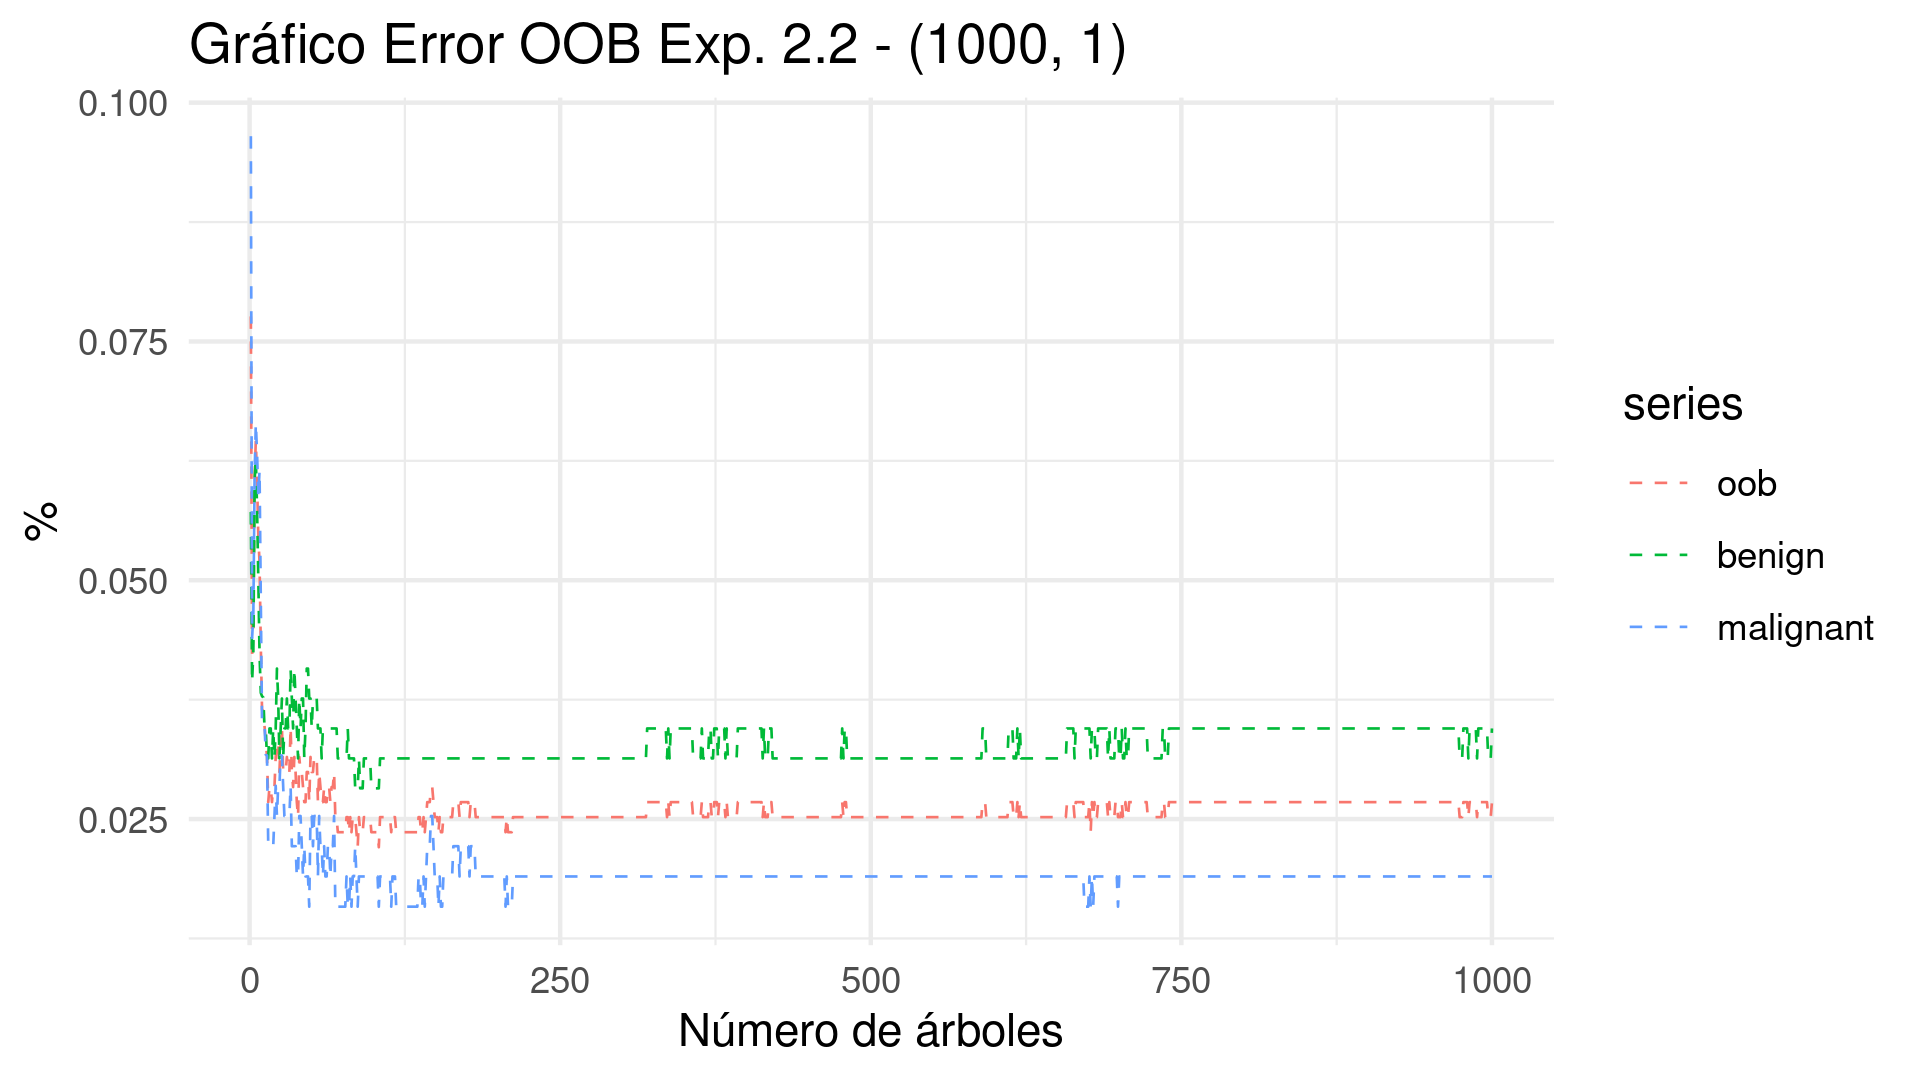 Gráfico Error OOB Exp. 2.2 - (1000, 1)
0.100
0.075
0.050
0.025
%
0 250 500 750 1000
Número de árboles
series
oob
benign
malignant